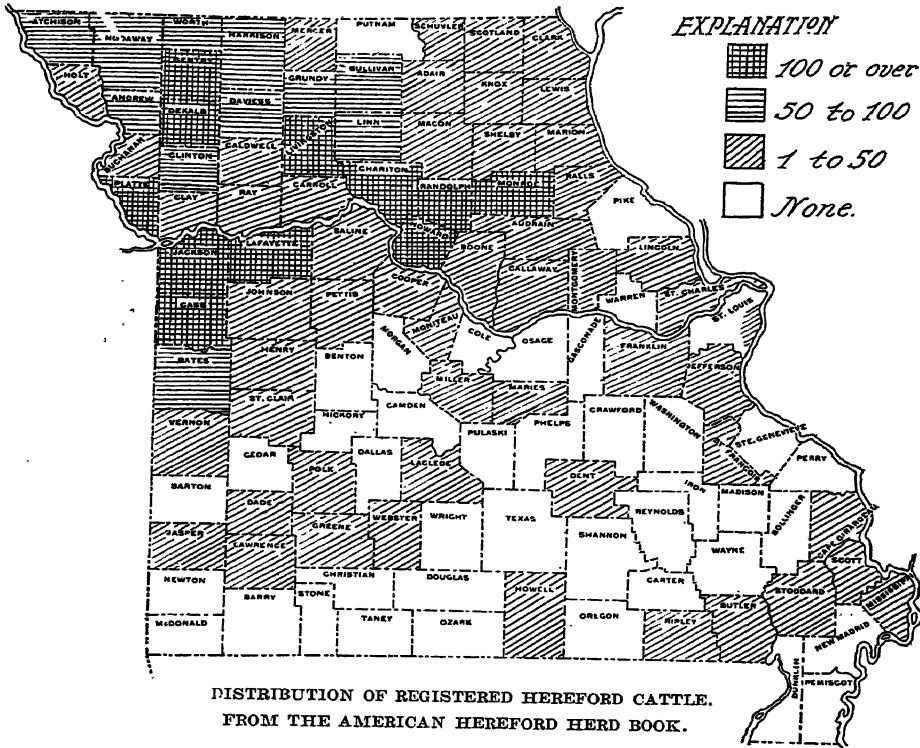 EXPLANATION
100 or over
50 to 100
1 to 50
None.
ATCHISON
NODAWAY
WORTH
HARRISON
MERCER
PUTNAM
SCHUYLER
SCOTLAND
CLARK
HOLT
GENTRY
GRUNDY
SULLIVAN
ADAIR
KNOX
LEWIS
ANDREW
DEKALB
DAVIESS
LIVINGSTON
LINN
MACON
SHELBY
MARION
BUCHANAN
CLINTON
CALDWELL
CHARITON
RANDOLPH
MONROE
RALLS
PLATTE
CLAY
RAY
CARROLL
PIKE
JACKSON
LAFAYETTE
SALINE
HOWARD
BOONE
AUDRAIN
LINCOLN
CALLAWAY
MONTGOMERY
WARREN
ST. CHARLES
ST. LOUIS
CASS
JOHNSON
PETTIS
COOPER
MONITEAU
MORGAN
COLE
OSAGE
GASCONADE
FRANKLIN
JEFFERSON
BATES
HENRY
BENTON
MILLER
MARIES
ST. CLAIR
HICKORY
CAMDEN
PULASKI
PHELPS
CRAWFORD
WASHINGTON
ST. FRANCOIS
STE. GENEVIEVE
PERRY
VERNON
CEDAR
POLK
DALLAS
LACLEDE
DENT
IRON
MADISON
BOLLINGER
CAPE GIRARDEAU
BARTON
DADE
GREENE
WEBSTER
WRIGHT
TEXAS
REYNOLDS
SHANNON
WAYNE
SCOTT
JASPER
LAWRENCE
NEWTON
CHRISTIAN
DOUGLAS
HOWELL
CARTER
STODDARD
MISSISSIPPI
McDONALD
BARRY
STONE
TANEY
OZARK
OREGON
RIPLEY
BUTLER
NEW MADRID
DUNKLIN
PEMISCOT
DISTRIBUTION OF REGISTERED HEREFORD CATTLE.
FROM THE AMERICAN HEREFORD HERD BOOK.